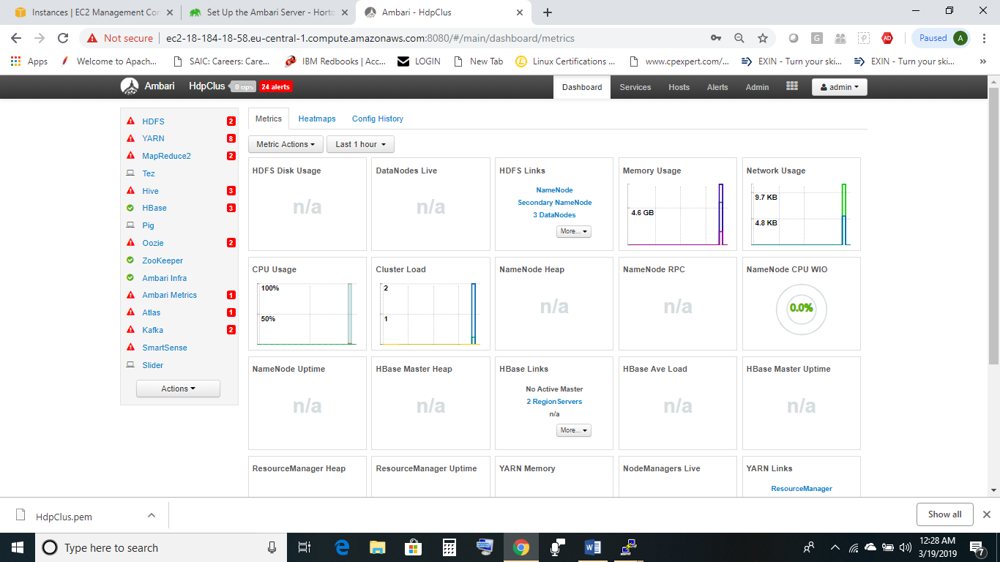 Instances | EC2 Management Con
Set Up the Ambari Server - Horto
Ambari - HdpClus
Not secure
ec2-18-184-18-58.eu-central-1.compute.amazonaws.com:8080/#/main/dashboard/metrics
Paused
A
Apps
Welcome to Apach...
SAIC: Careers: Care...
IBM Redbooks | Acc...
LOGIN
New Tab
Linux Certifications ...
www.cpexpert.com/...
EXIN - Turn your ski...
EXIN - Turn your ski...
»
Ambari
HdpClus
0 ops
24 alerts
Dashboard
Services
Hosts
Alerts
Admin
admin
HDFS 2
YARN 8
MapReduce2 2
Tez
Hive 3
HBase 3
Pig
Oozie 2
ZooKeeper
Ambari Infra
Ambari Metrics 1
Atlas 1
Kafka 2
SmartSense
Slider
Actions
Metrics
Heatmaps
Config History
Metric Actions
Last 1 hour
HDFS Disk Usage
n/a
DataNodes Live
n/a
HDFS Links
NameNode
Secondary NameNode
3 DataNodes
More...
Memory Usage
4.6 GB
Network Usage
9.7 KB
4.8 KB
CPU Usage
100%
50%
Cluster Load
2
1
NameNode Heap
n/a
NameNode RPC
n/a
NameNode CPU WIO
0.0%
NameNode Uptime
n/a
HBase Master Heap
n/a
HBase Links
No Active Master
2 RegionServers
n/a
More...
HBase Ave Load
n/a
HBase Master Uptime
n/a
ResourceManager Heap
ResourceManager Uptime
YARN Memory
NodeManagers Live
YARN Links
ResourceManager
HdpClus.pem
Show all
Type here to search
12:28 AM
3/19/2019
7